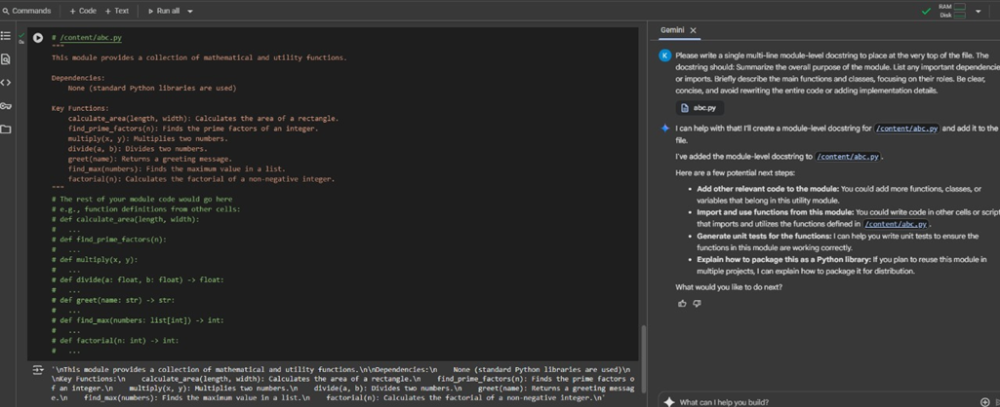 Commands
+ Code
+ Text
Run all
RAM
Disk
0s
# /content/abc.py
"""
This module provides a collection of mathematical and utility functions.
Dependencies:
None (standard Python libraries are used)
Key Functions:
calculate_area(length, width): Calculates the area of a rectangle.
find_prime_factors(n): Finds the prime factors of an integer.
multiply(x, y): Multiplies two numbers.
divide(a, b): Divides two numbers.
greet(name): Returns a greeting message.
find_max(numbers): Finds the maximum value in a list.
factorial(n): Calculates the factorial of a non-negative integer.
"""
# The rest of your module code would go here
# e.g., function definitions from other cells:
# def calculate_area(length, width):
#   ...
# def find_prime_factors(n):
#   ...
# def multiply(x, y):
#   ...
# def divide(a: float, b: float) -> float:
#   ...
# def greet(name: str) -> str:
#   ...
# def find_max(numbers: list[int]) -> int:
#   ...
# def factorial(n: int) -> int:
#   ...
'\nThis module provides a collection of mathematical and utility functions.\n\nDependencies:\n    None (standard Python libraries are used)\n
\nKey Functions:\n    calculate_area(length, width): Calculates the area of a rectangle.\n    find_prime_factors(n): Finds the prime factors o
f an integer.\n    multiply(x, y): Multiplies two numbers.\n    divide(a, b): Divides two numbers.\n    greet(name): Returns a greeting messag
e.\n    find_max(numbers): Finds the maximum value in a list.\n    factorial(n): Calculates the factorial of a non-negative integer.\n'
Gemini
K
Please write a single multi-line module-level docstring to place at the very top of the file. The
docstring should: Summarize the overall purpose of the module. List any important dependencie
or imports. Briefly describe the main functions and classes, focusing on their roles. Be clear,
concise, and avoid rewriting the entire code or adding implementation details.
abc.py
I can help with that! I'll create a module-level docstring for /content/abc.py and add it to the
file.
I've added the module-level docstring to /content/abc.py.
Here are a few potential next steps:
• Add other relevant code to the module: You could add more functions, classes, or
variables that belong in this utility module.
• Import and use functions from this module: You could write code in other cells or script
that imports and utilizes the functions defined in /content/abc.py.
• Generate unit tests for the functions: I can help you write unit tests to ensure the
functions in this module are working correctly.
• Explain how to package this as a Python library: If you plan to reuse this module in
multiple projects, I can explain how to package it for distribution.
What would you like to do next?
What can I help you build?